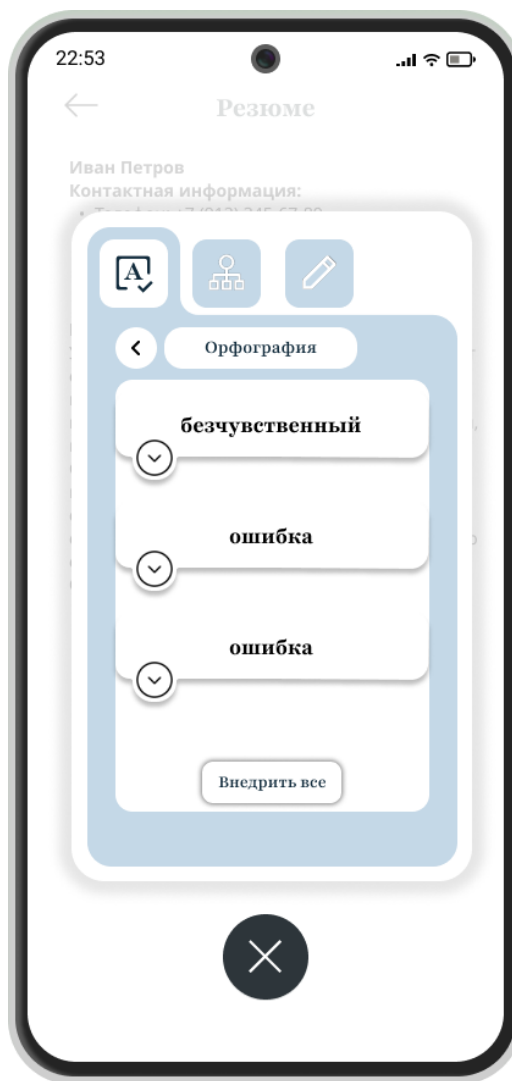 22:53
Резюме
Иван Петров
Контактная информация:
Орфография
безчувственный
ошибка
ошибка
Внедрить все